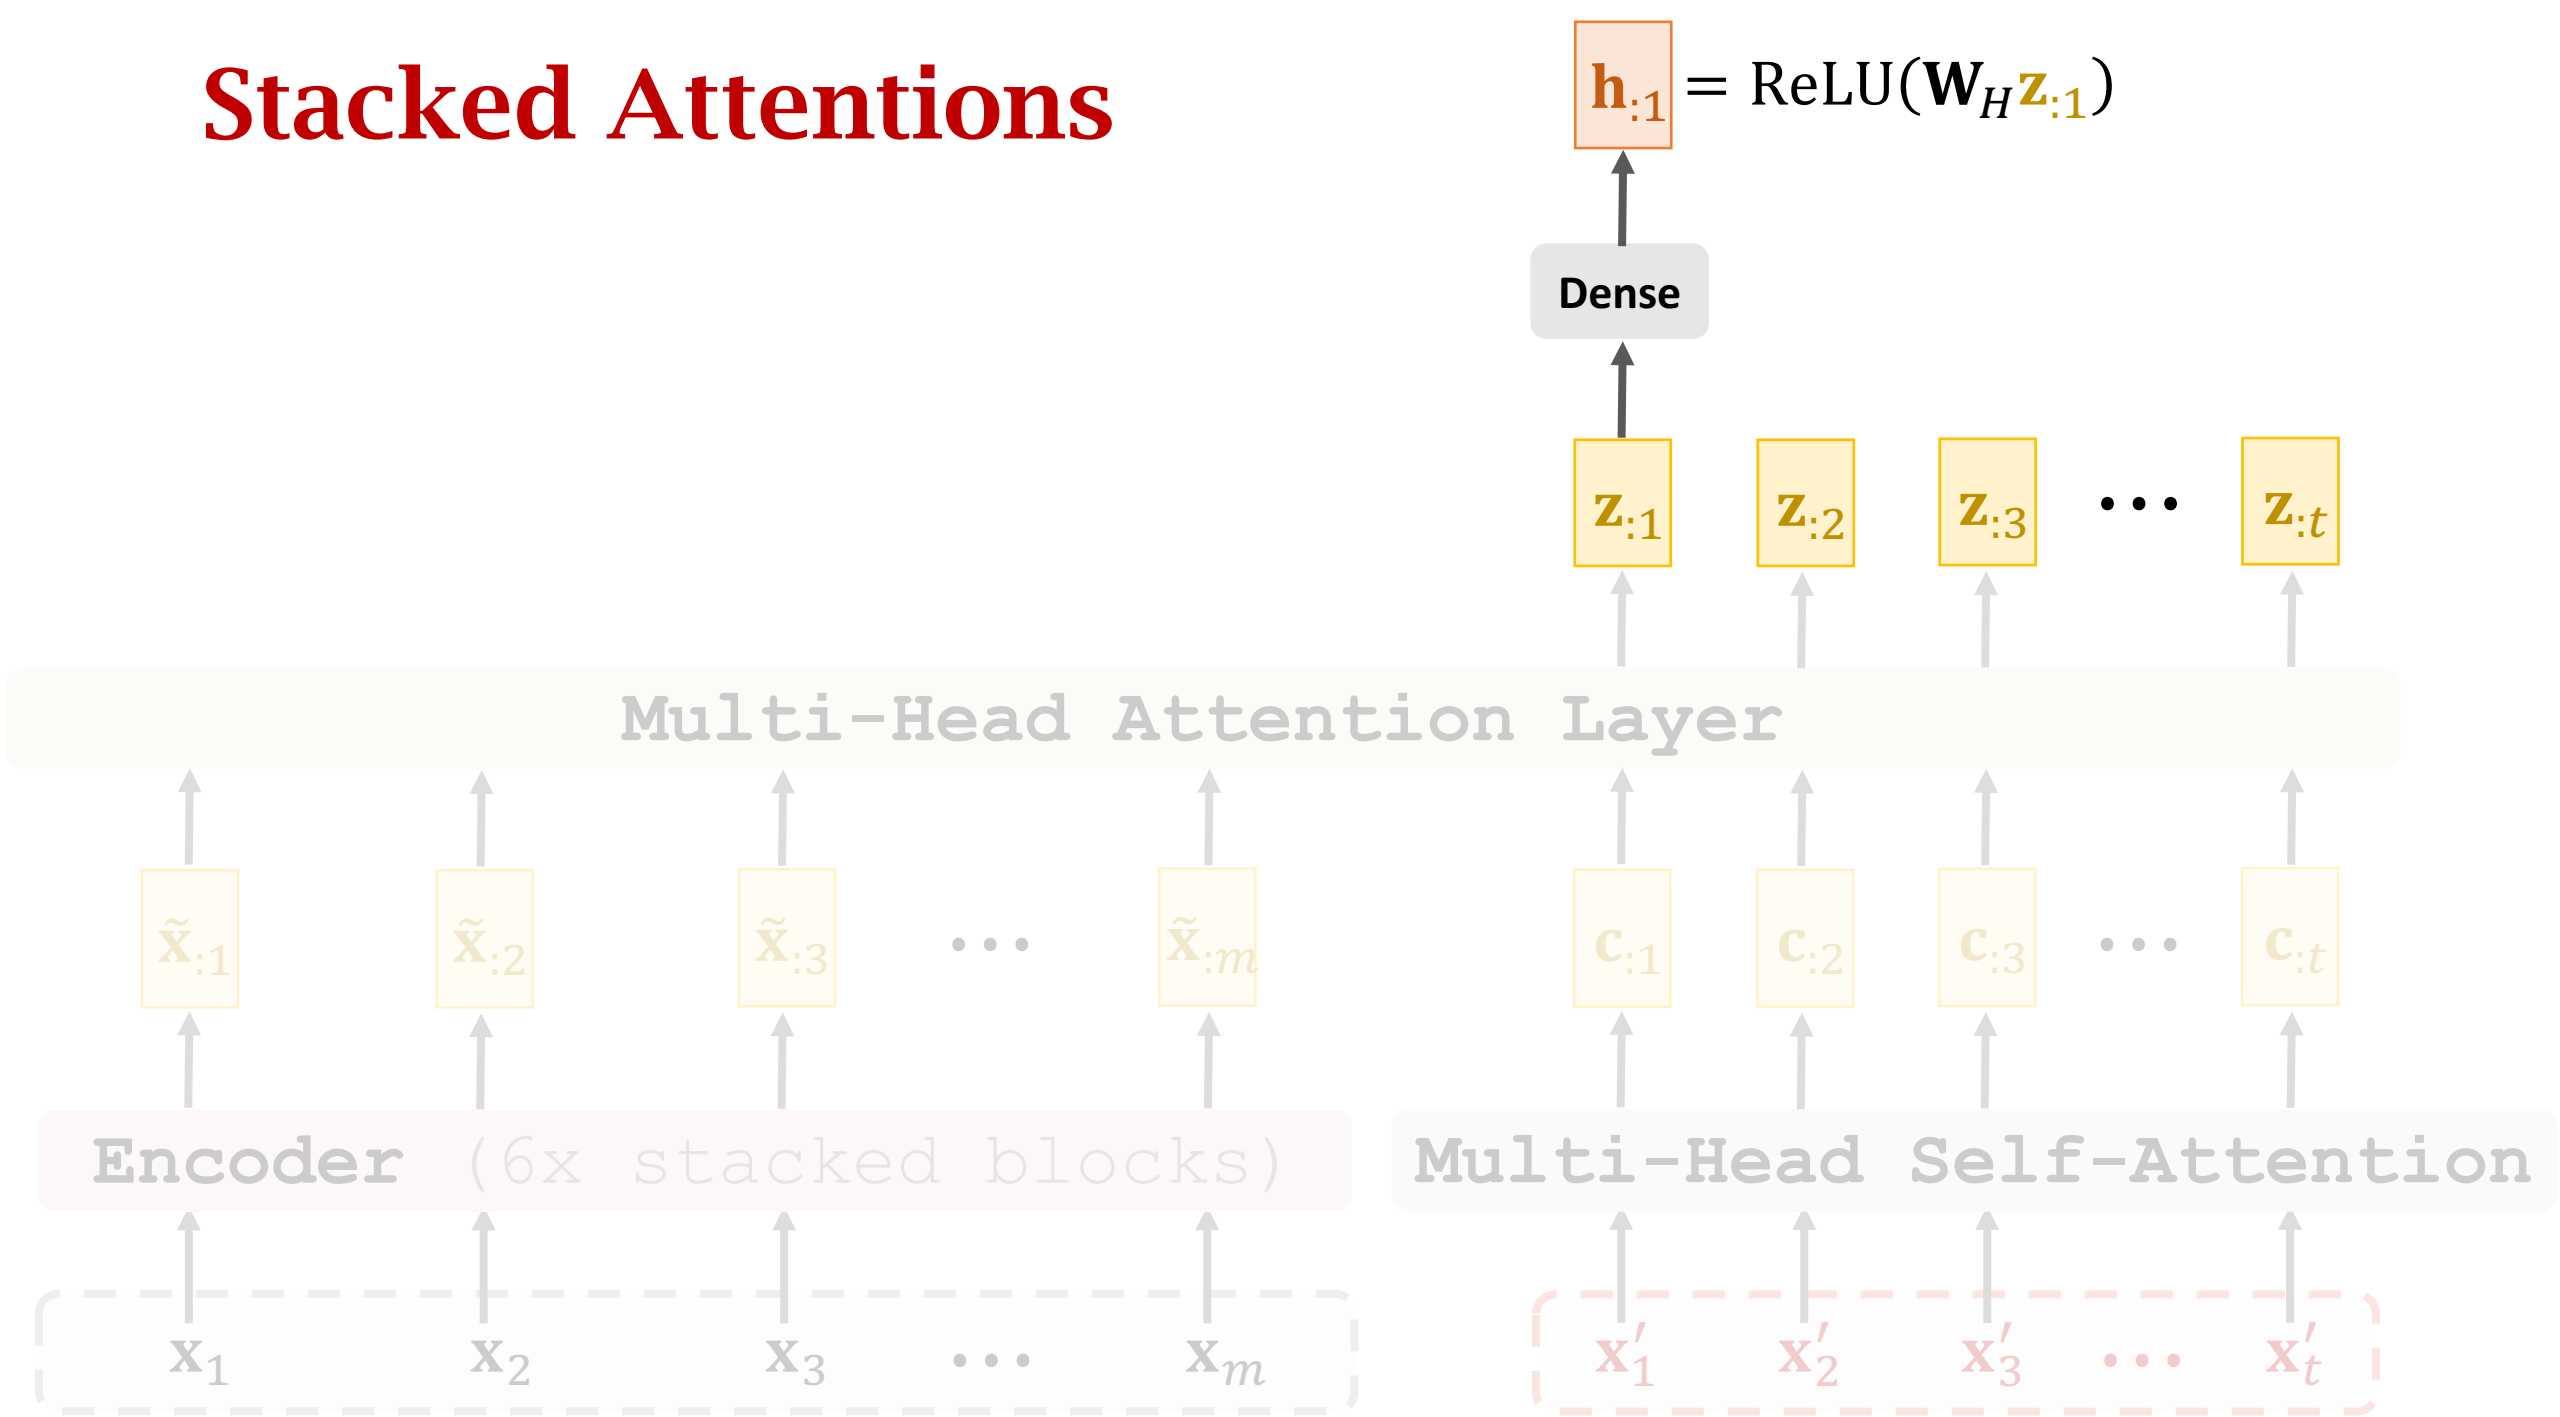 Stacked Attentions
h:1 = ReLU(W_H z:1)
Dense
z:1 z:2 z:3 ··· z:t
Multi-Head Attention Layer
x̃:1 x̃:2 x̃:3 ··· x̃:m c:1 c:2 c:3 ··· c:t
Encoder (6x stacked blocks) Multi-Head Self-Attention
x₁ x₂ x₃ ··· xₘ x′₁ x′₂ x′₃ ··· x′ₜ